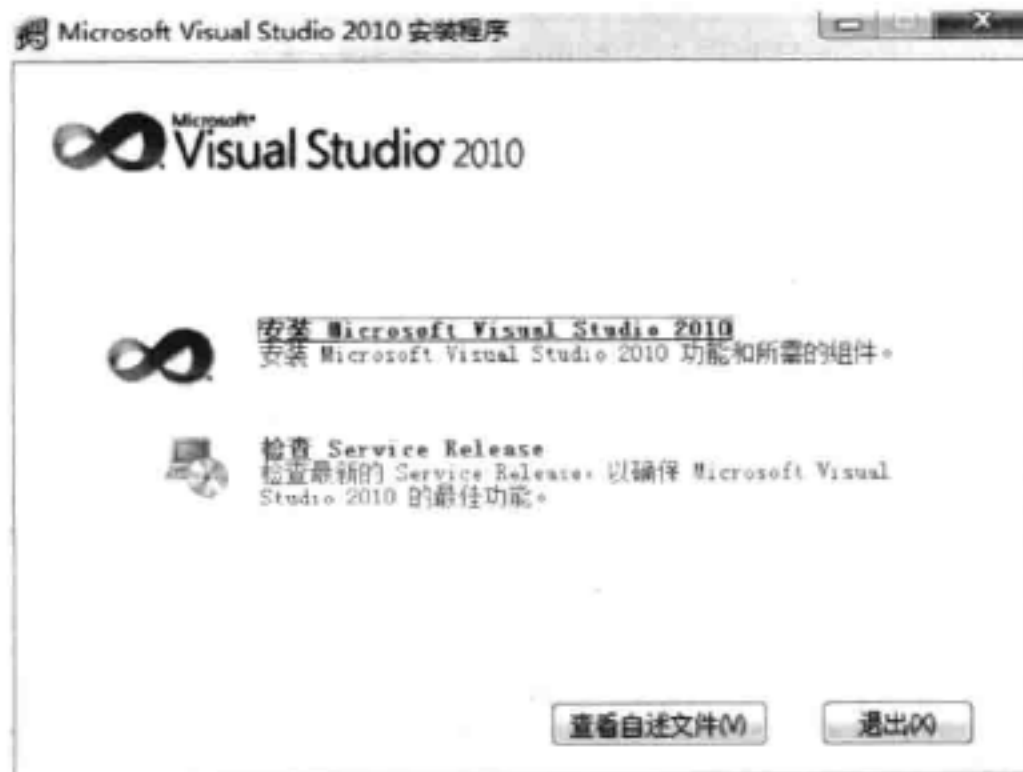 Microsoft Visual Studio 2010 安装程序
Microsoft
Visual Studio 2010
安装 Microsoft Visual Studio 2010
安装 Microsoft Visual Studio 2010 功能和所需的组件。
检查 Service Release
检查最新的 Service Release，以确保 Microsoft Visual
Studio 2010 的最佳功能。
查看自述文件(V)
退出(X)